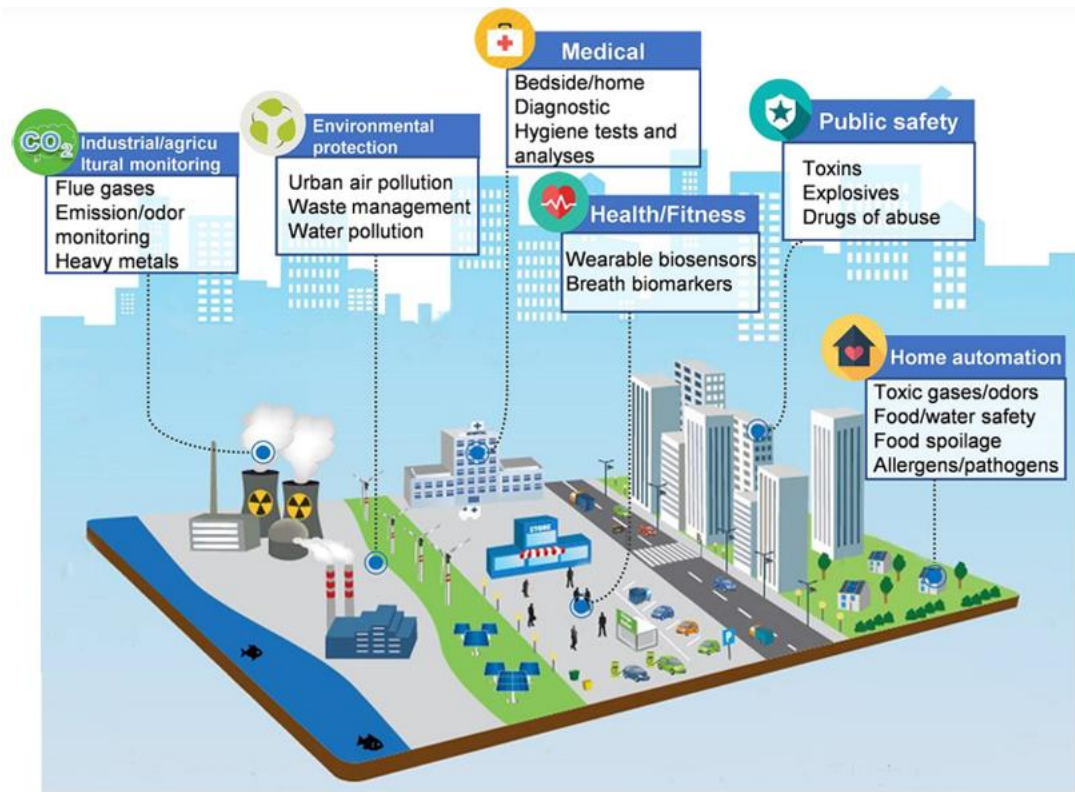 CO2
Industrial/agricu
ltural monitoring
Flue gases
Emission/odor
monitoring
Heavy metals
Environmental
protection
Urban air pollution
Waste management
Water pollution
Medical
Bedside/home
Diagnostic
Hygiene tests and
analyses
Health/Fitness
Wearable biosensors
Breath biomarkers
Public safety
Toxins
Explosives
Drugs of abuse
Home automation
Toxic gases/odors
Food/water safety
Food spoilage
Allergens/pathogens
HOSPITAL
STORE
P